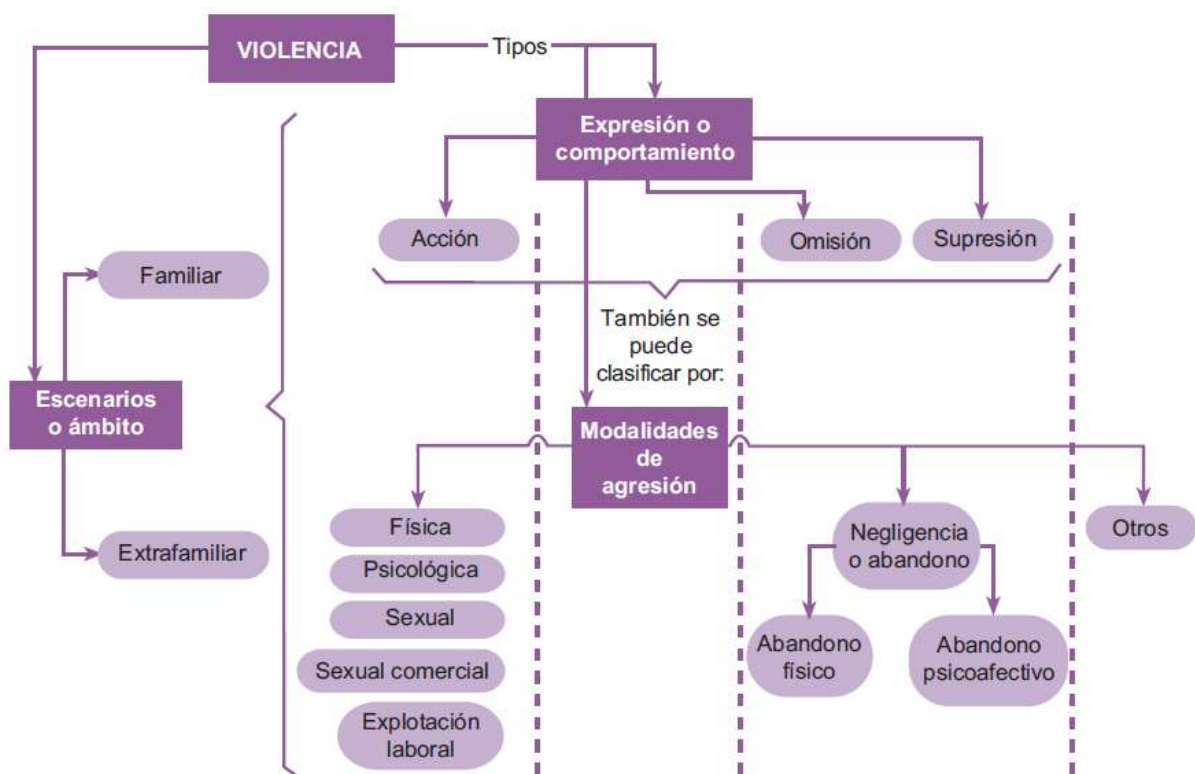 VIOLENCIA
Tipos
Expresión o
comportamiento
Acción
Omisión
Supresión
Familiar
También se
puede
clasificar por:
Escenarios
o ámbito
Modalidades
de
agresión
Extrafamiliar
Física
Psicológica
Sexual
Sexual comercial
Explotación
laboral
Negligencia
o abandono
Otros
Abandono
físico
Abandono
psicoafectivo